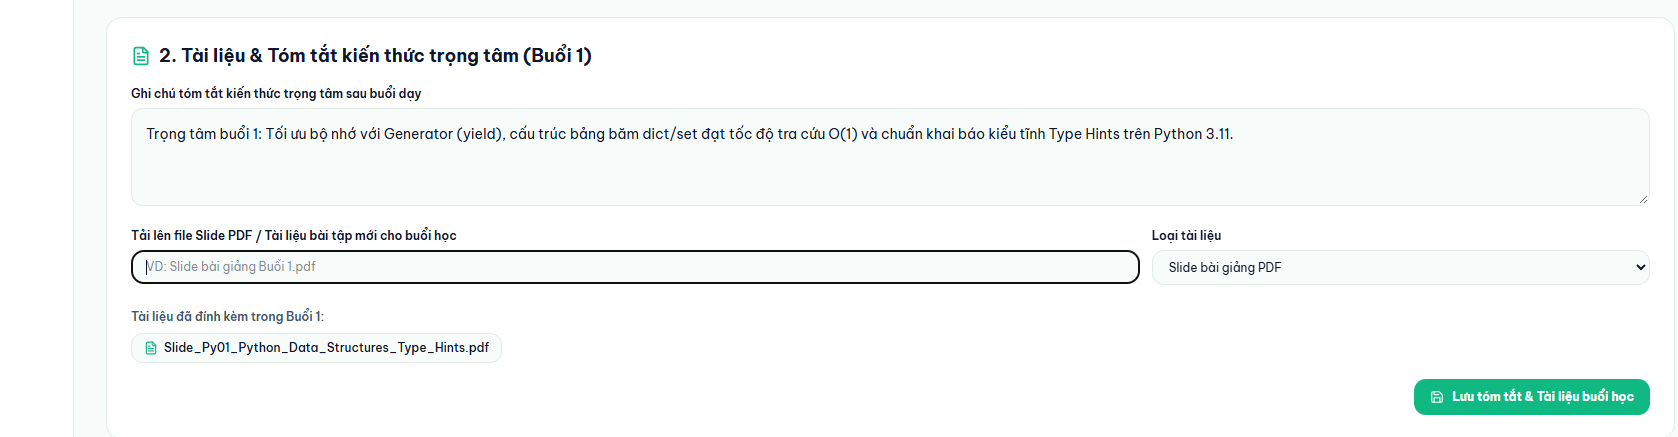 2. Tài liệu & Tóm tắt kiến thức trọng tâm (Buổi 1)
Ghi chú tóm tắt kiến thức trọng tâm sau buổi dạy
Trọng tâm buổi 1: Tối ưu bộ nhớ với Generator (yield), cấu trúc bảng băm dict/set đạt tốc độ tra cứu O(1) và chuẩn khai báo kiểu tĩnh Type Hints trên Python 3.11.
Tải lên file Slide PDF / Tài liệu bài tập mới cho buổi học
Loại tài liệu
VD: Slide bài giảng Buổi 1.pdf
Slide bài giảng PDF
Tài liệu đã đính kèm trong Buổi 1:
Slide_Py01_Python_Data_Structures_Type_Hints.pdf
Lưu tóm tắt & Tài liệu buổi học